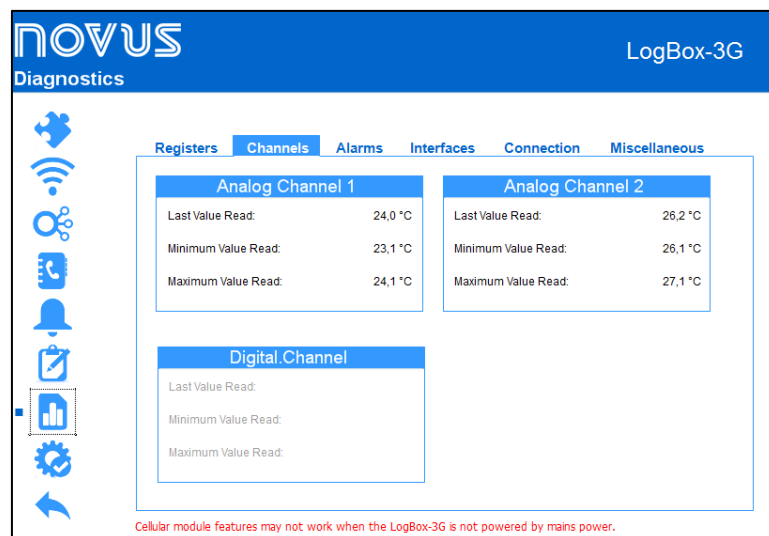 NOVUS
LogBox-3G
Diagnostics
Registers Channels Alarms Interfaces Connection Miscellaneous
Analog Channel 1
Last Value Read: 24,0 °C
Minimum Value Read: 23,1 °C
Maximum Value Read: 24,1 °C
Analog Channel 2
Last Value Read: 26,2 °C
Minimum Value Read: 26,1 °C
Maximum Value Read: 27,1 °C
Digital.Channel
Last Value Read:
Minimum Value Read:
Maximum Value Read:
Cellular module features may not work when the LogBox-3G is not powered by mains power.